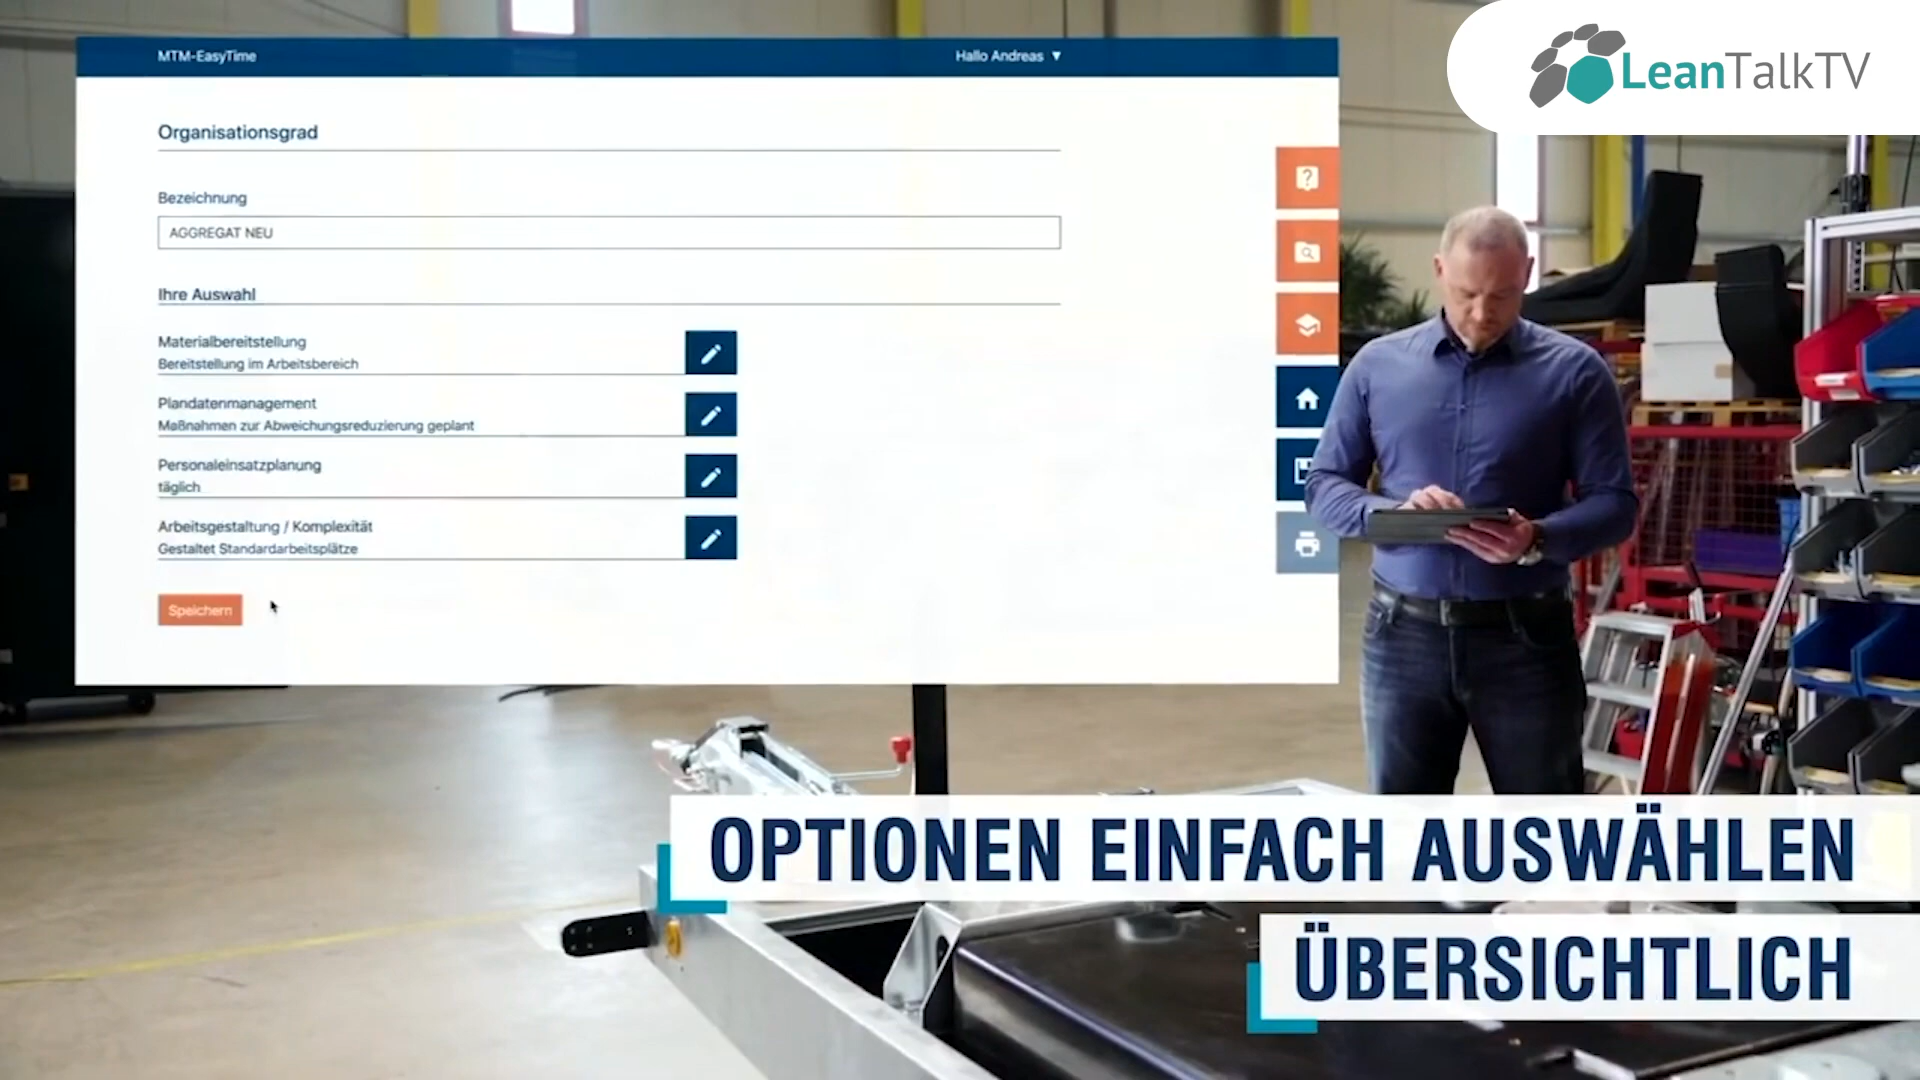 MTM-EasyTime
Hallo Andreas ▼
LeanTalkTV
Organisationsgrad
Bezeichnung
AGGREGAT NEU
Ihre Auswahl
Materialbereitstellung
Bereitstellung im Arbeitsbereich
Plandatenmanagement
Maßnahmen zur Abweichungsreduzierung geplant
Personaleinsatzplanung
täglich
Arbeitsgestaltung / Komplexität
Gestaltet Standardarbeitsplätze
Speichern
OPTIONEN EINFACH AUSWÄHLEN
ÜBERSICHTLICH